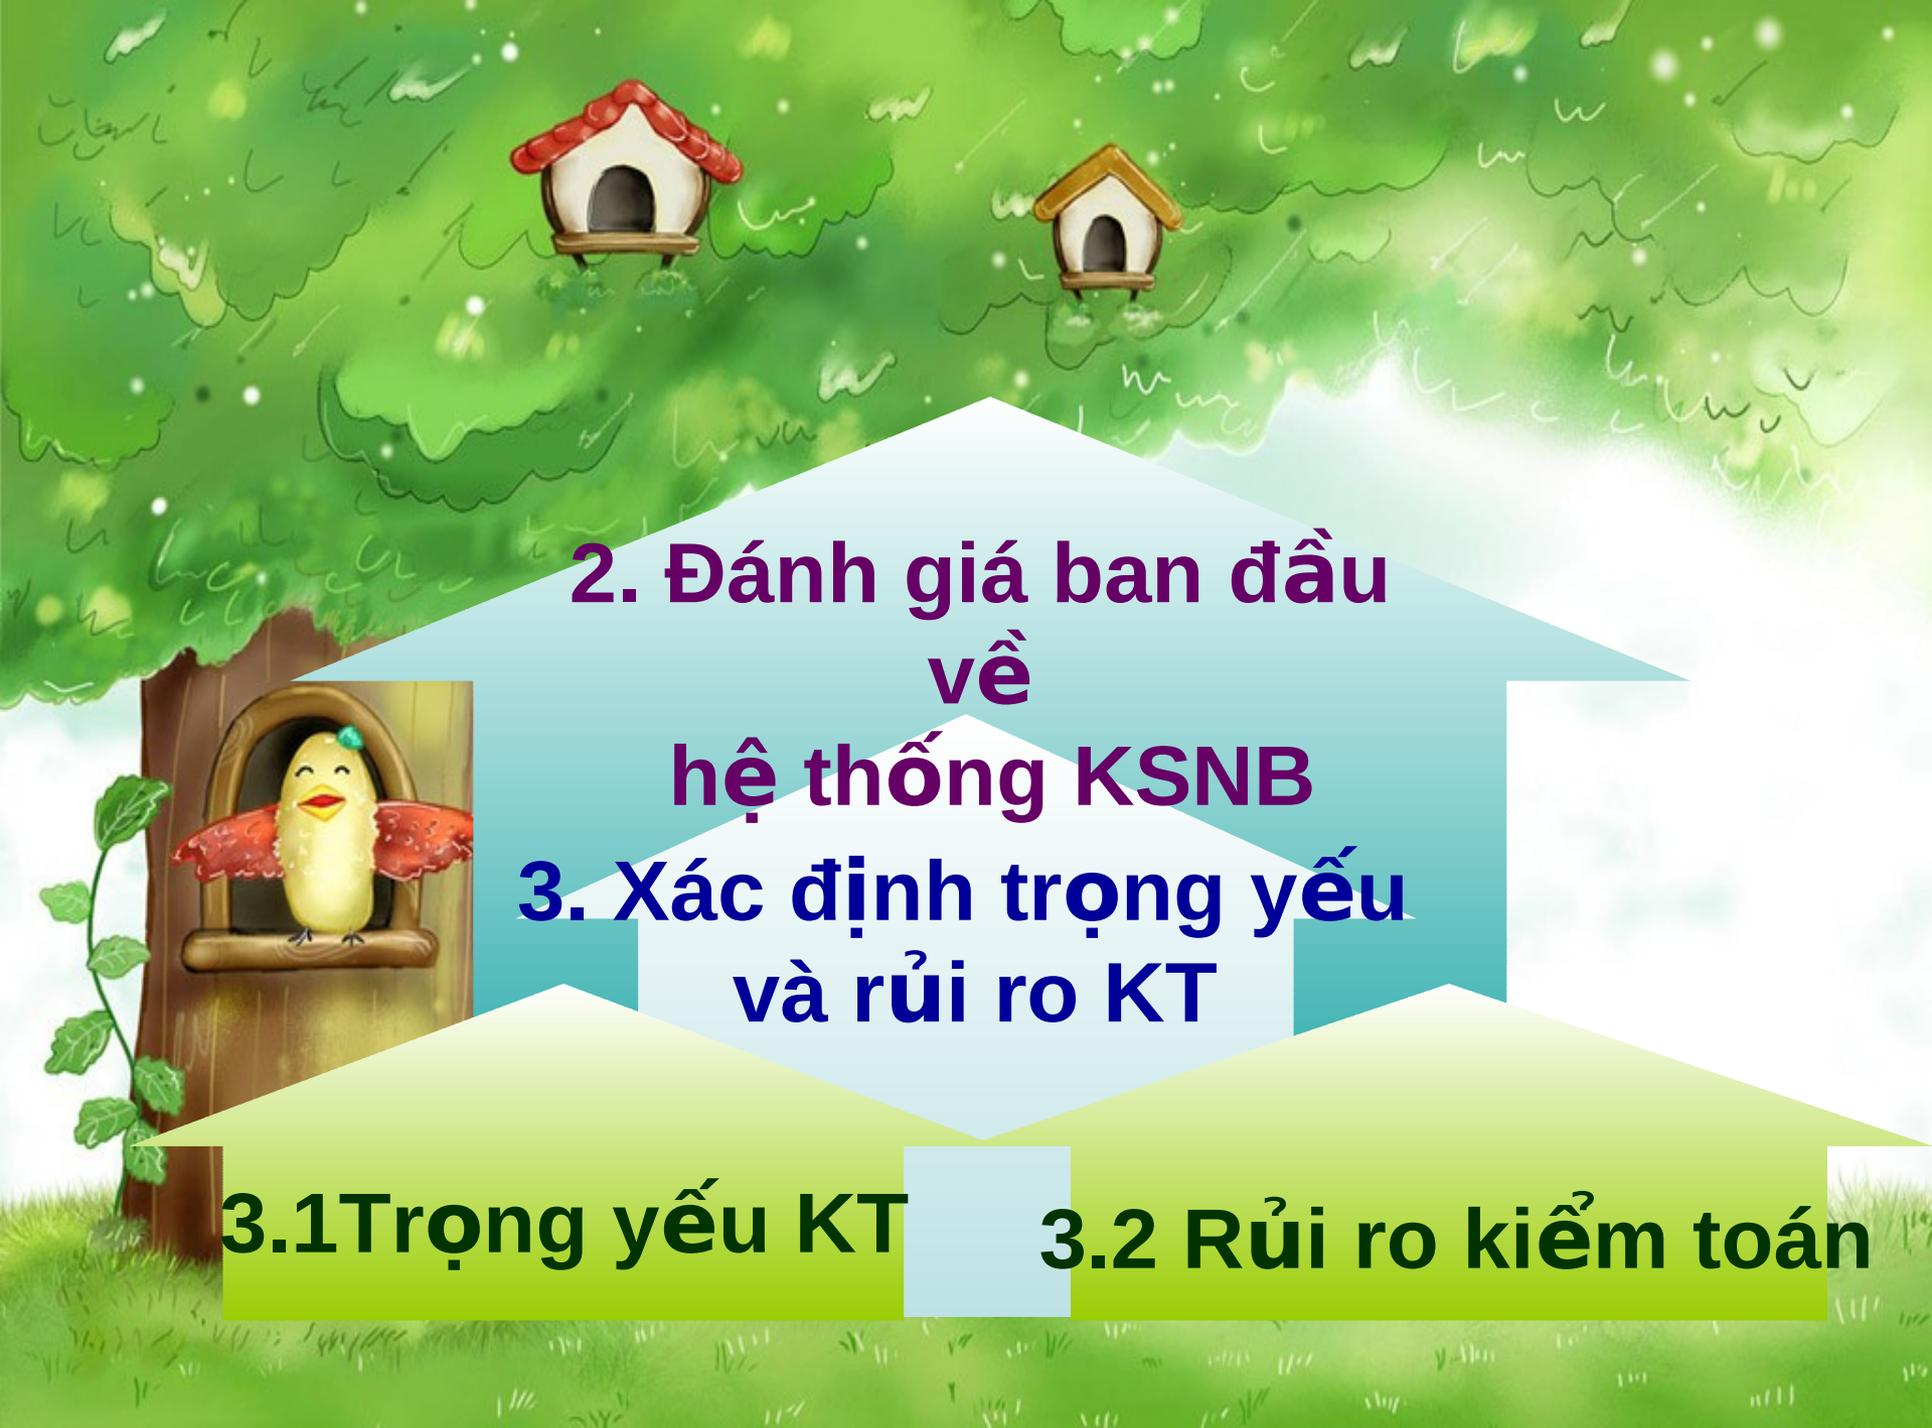 2. Đánh giá ban đầu
về
hệ thống KSNB
3. Xác định trọng yếu
và rủi ro KT
3.1Trọng yếu KT
3.2 Rủi ro kiểm toán